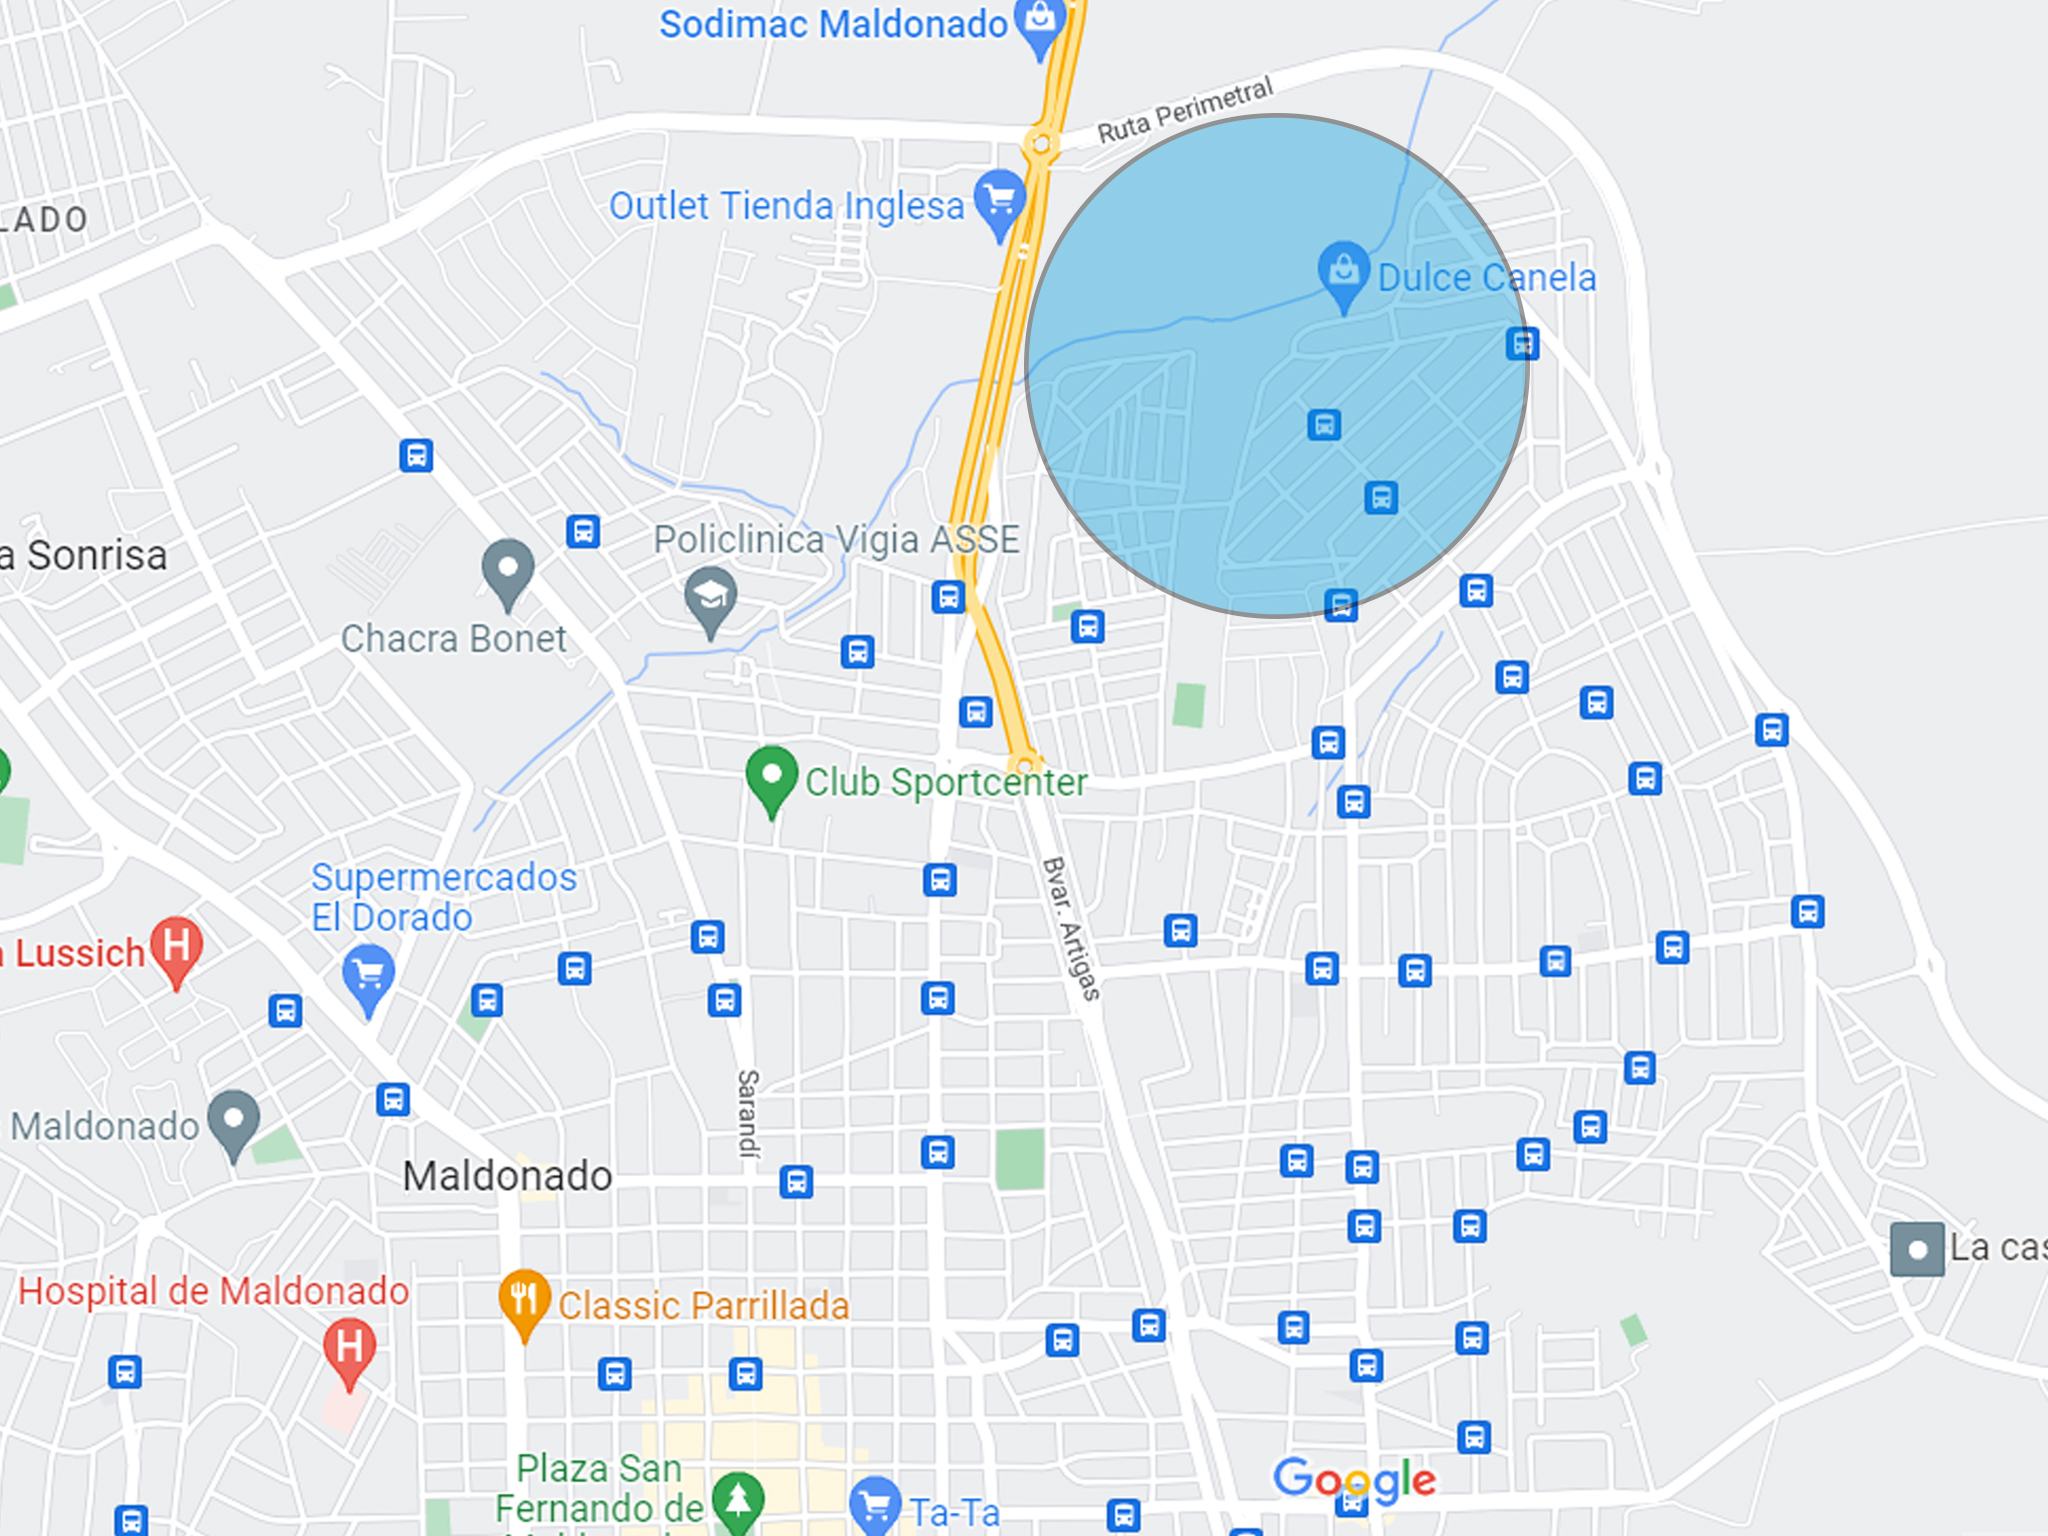 Sodimac Maldonado
Ruta Perimetral
LADO
Outlet Tienda Inglesa
Dulce Canela
a Sonrisa
Policlinica Vigia ASSE
Chacra Bonet
Club Sportcenter
Supermercados
El Dorado
Bvar. Artigas
Lussich
Sarandí
Maldonado
Maldonado
La cas
Hospital de Maldonado
Classic Parrillada
Plaza San
Fernando de
Google
Ta-Ta